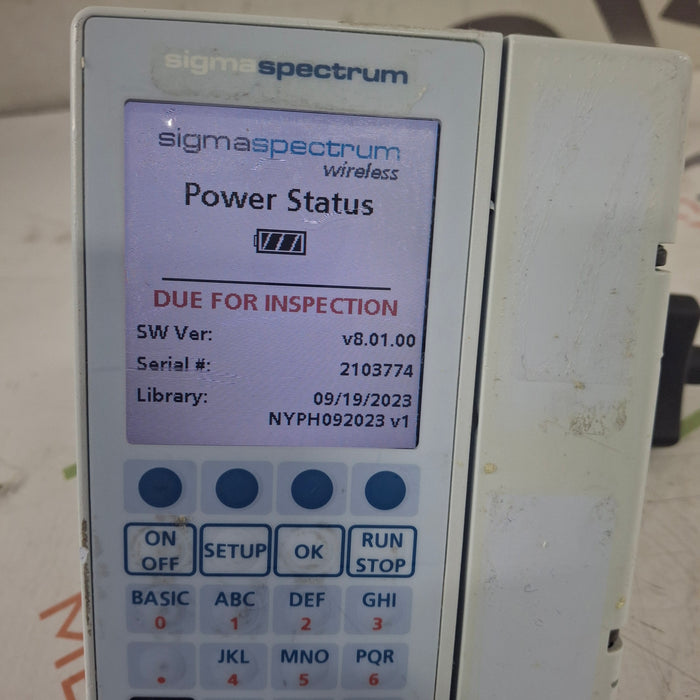 sigmaspectrum
sigmaspectrum
wireless
Power Status
DUE FOR INSPECTION
SW Ver: v8.01.00
Serial #: 2103774
Library: 09/19/2023
NYPH092023 v1
ON OFF SETUP OK RUN STOP
BASIC ABC DEF GHI
0 1 2 3
JKL MNO PQR
. 4 5 6